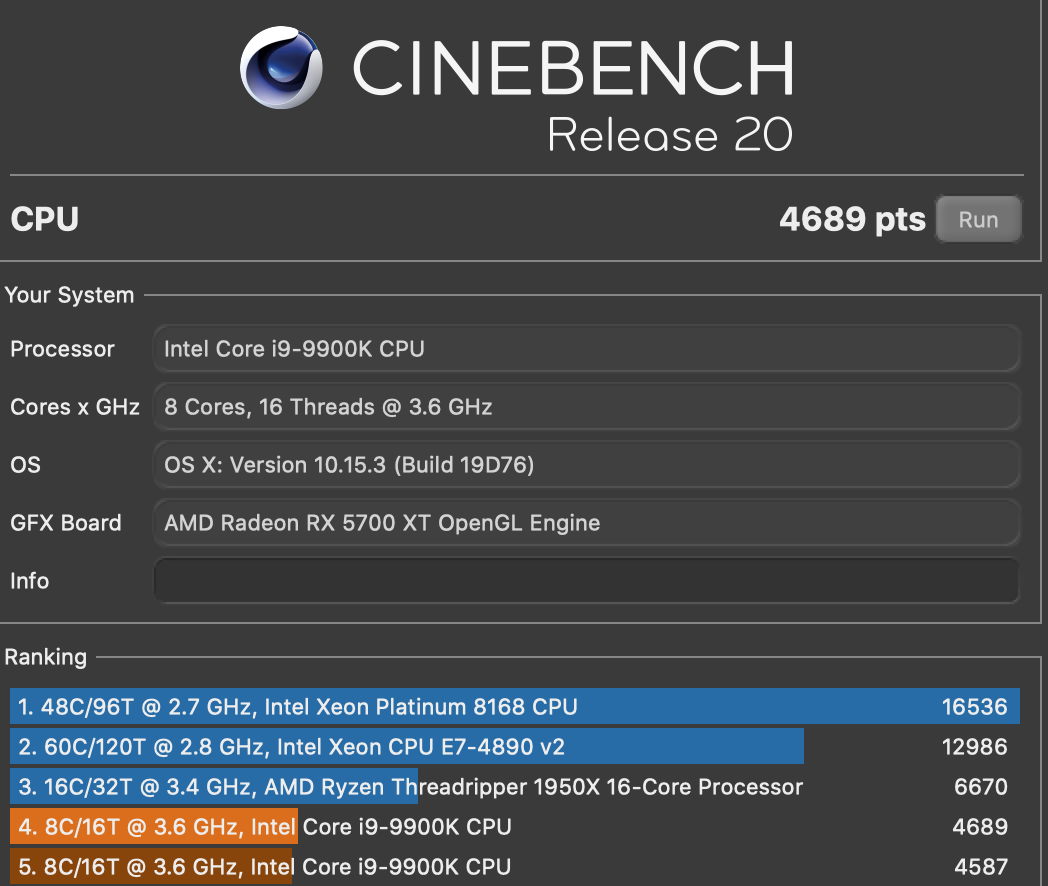 CINEBENCH
Release 20
CPU 4689 pts Run
Your System
Processor Intel Core i9-9900K CPU
Cores x GHz 8 Cores, 16 Threads @ 3.6 GHz
OS OS X: Version 10.15.3 (Build 19D76)
GFX Board AMD Radeon RX 5700 XT OpenGL Engine
Info
Ranking
1. 48C/96T @ 2.7 GHz, Intel Xeon Platinum 8168 CPU 16536
2. 60C/120T @ 2.8 GHz, Intel Xeon CPU E7-4890 v2 12986
3. 16C/32T @ 3.4 GHz, AMD Ryzen Threadripper 1950X 16-Core Processor 6670
4. 8C/16T @ 3.6 GHz, Intel Core i9-9900K CPU 4689
5. 8C/16T @ 3.6 GHz, Intel Core i9-9900K CPU 4587